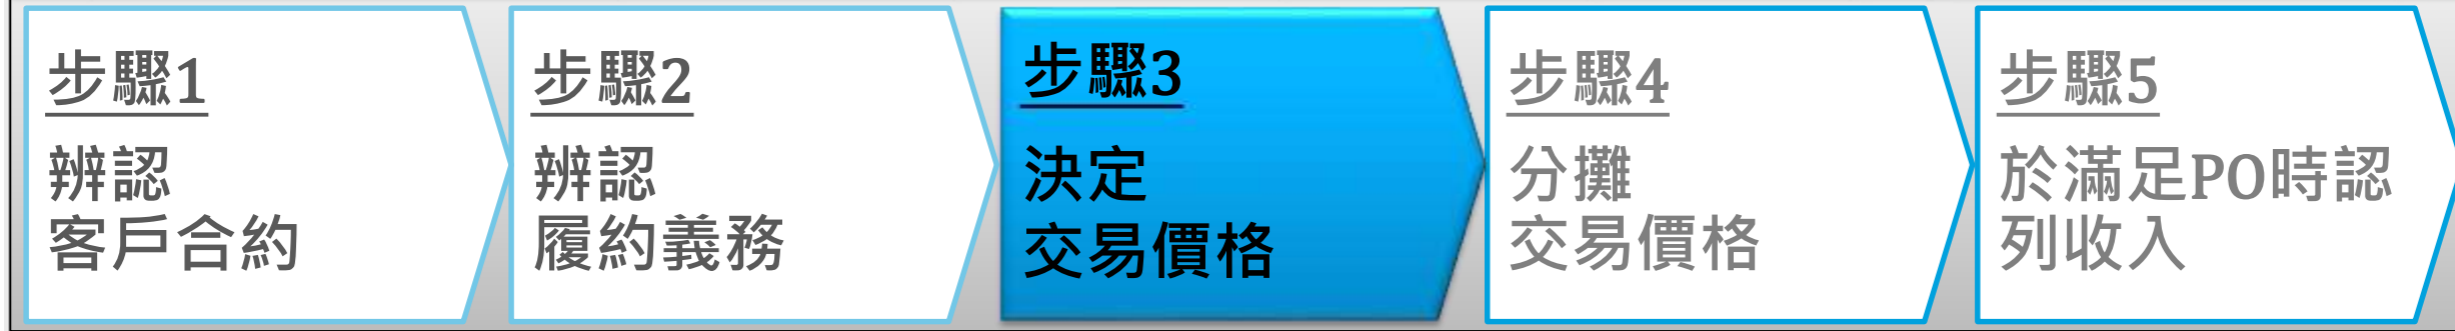 步驟1
辨認
客戶合約
步驟2
辨認
履約義務
步驟3
決定
交易價格
步驟4
分攤
交易價格
步驟5
於滿足PO時認
列收入